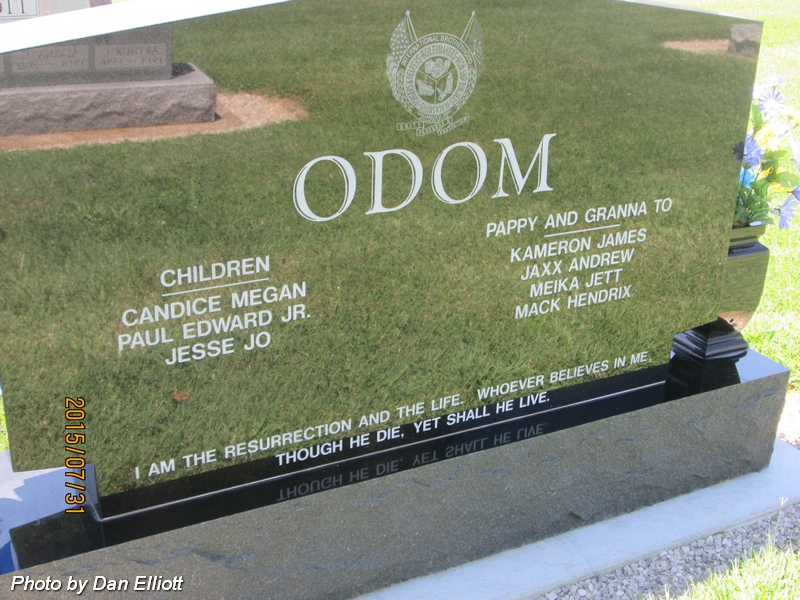 INTERNATIONAL BROTHERHOOD
ODOM
CHILDREN
CANDICE MEGAN
PAUL EDWARD JR.
JESSE JO
PAPPY AND GRANNA TO
KAMERON JAMES
JAXX ANDREW
MEIKA JETT
MACK HENDRIX
I AM THE RESURRECTION AND THE LIFE. WHOEVER BELIEVES IN ME,
THOUGH HE DIE, YET SHALL HE LIVE.
2015/07/31
Photo by Dan Elliott